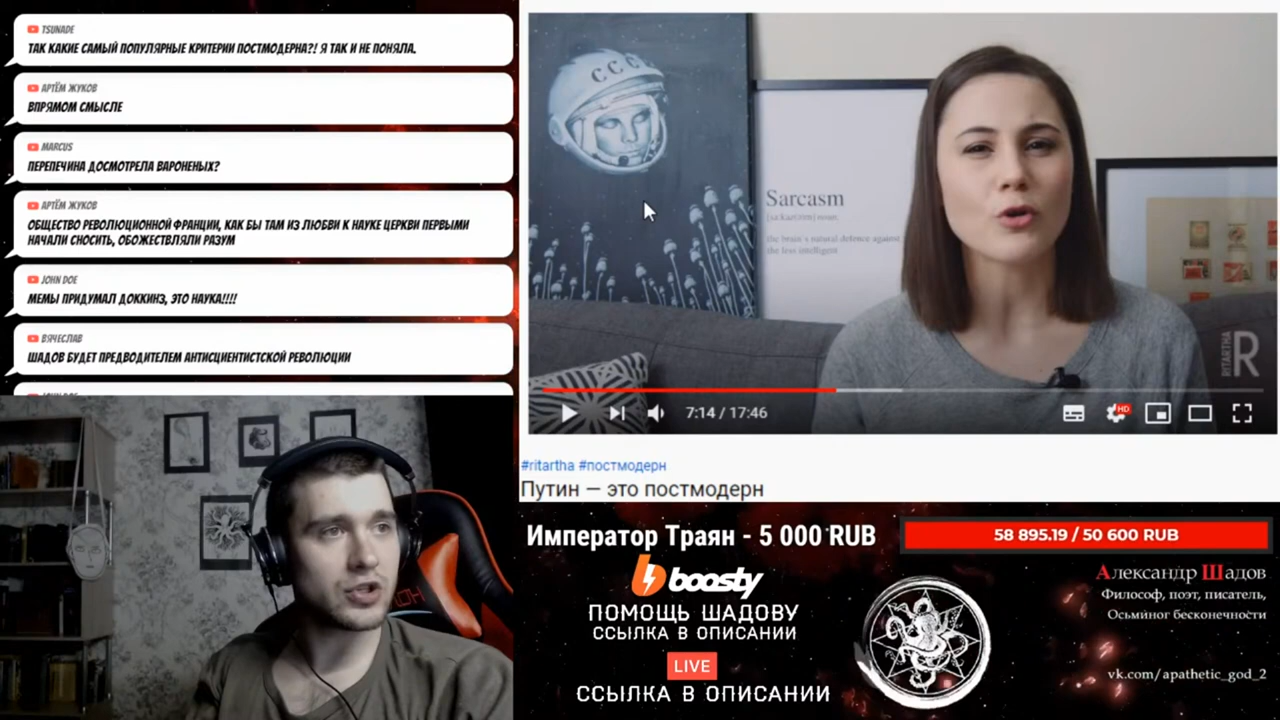 TSUNADE
ТАК КАКИЕ САМЫЙ ПОПУЛЯРНЫЕ КРИТЕРИИ ПОСТМОДЕРНА?! Я ТАК И НЕ ПОНЯЛА.
АРТЁМ ЖУКОВ
ВПРЯМОМ СМЫСЛЕ
MARCUS
ПЕРЕПЕЧИНА ДОСМОТРЕЛА ВАРОНЕНЫХ?
АРТЁМ ЖУКОВ
ОБЩЕСТВО РЕВОЛЮЦИОННОЙ ФРАНЦИИ, КАК БЫ ТАМ ИЗ ЛЮБВИ К НАУКЕ ЦЕРКВИ ПЕРВЫМИ
НАЧАЛИ СНОСИТЬ, ОБОЖЕСТВЛЯЛИ РАЗУМ
JOHN DOE
МЕМЫ ПРИДУМАЛ ДОККИНЗ, ЭТО НАУКА!!!!
ВЯЧЕСЛАВ
ШАДОВ БУДЕТ ПРЕДВОДИТЕЛЕМ АНТИСЦИЕНТИСТСКОЙ РЕВОЛЮЦИИ
СССР
Sarcasm
the brain's natural defence against
the less intelligent
RITARTHA
R
7:14 / 17:46
HD
#ritartha #постмодерн
Путин — это постмодерн
Император Траян - 5 000 RUB
58 895.19 / 50 600 RUB
boosty
ПОМОЩЬ ШАДОВУ
ССЫЛКА В ОПИСАНИИ
LIVE
ССЫЛКА В ОПИСАНИИ
Александр Шадов
Философ, поэт, писатель,
Осьминог бесконечности
vk.com/apathetic_god_2